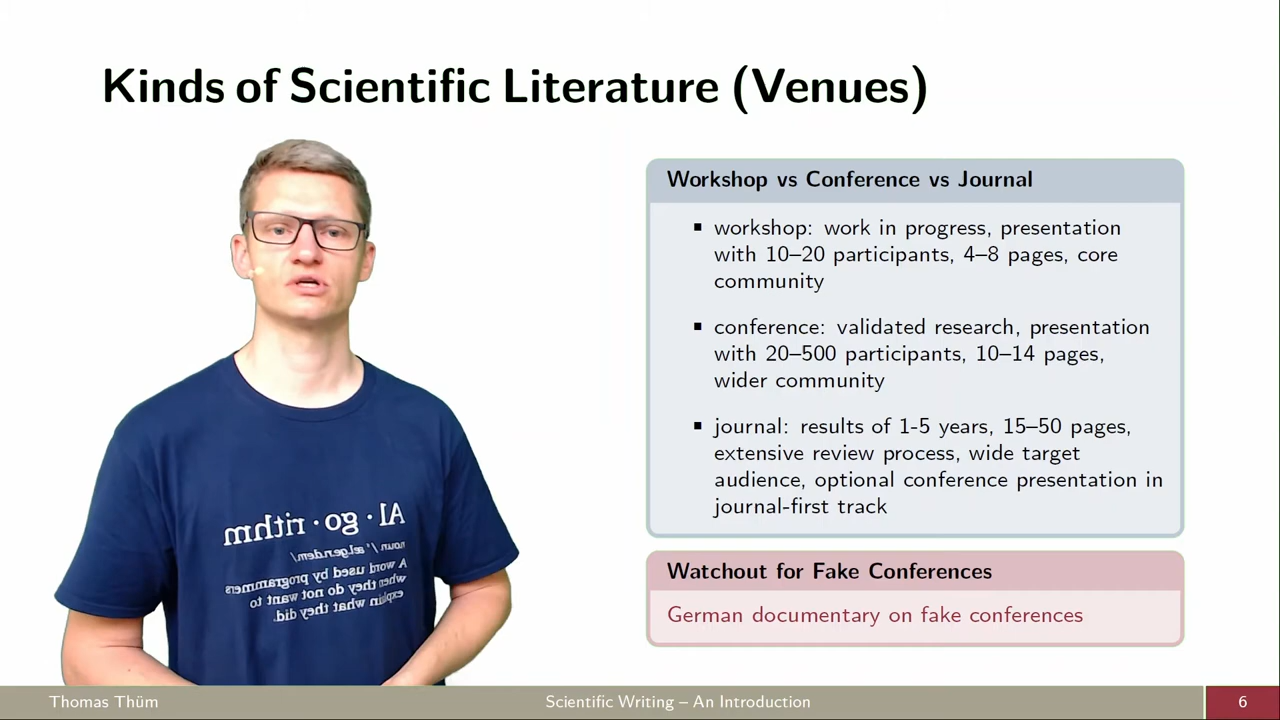 Kinds of Scientific Literature (Venues)
Workshop vs Conference vs Journal
▪ workshop: work in progress, presentation
with 10–20 participants, 4–8 pages, core
community
▪ conference: validated research, presentation
with 20–500 participants, 10–14 pages,
wider community
▪ journal: results of 1-5 years, 15–50 pages,
extensive review process, wide target
audience, optional conference presentation in
journal-first track
Watchout for Fake Conferences
German documentary on fake conferences
Al·go·rithm
noun
A word used by programmers
when they do not want to
explain what they did.
Thomas Thüm
Scientific Writing – An Introduction
6